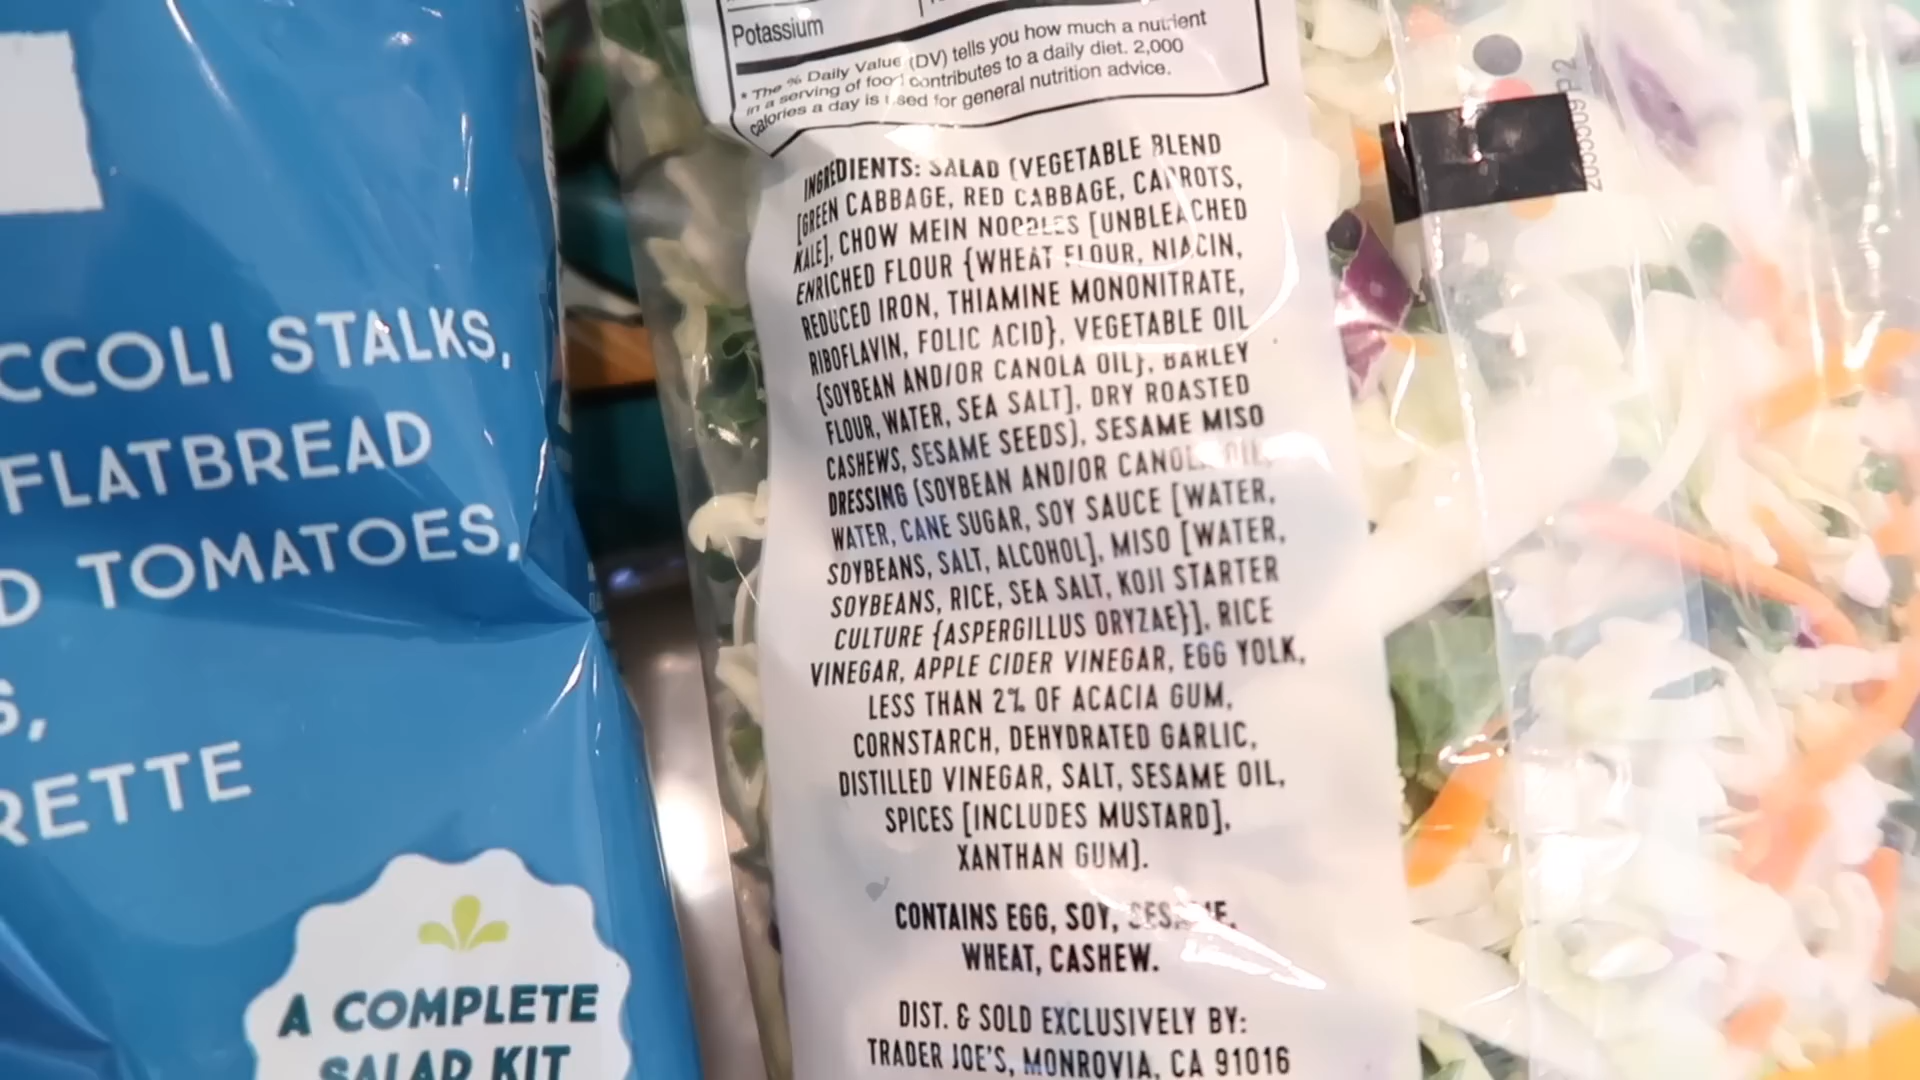 Potassium
* The % Daily Value (DV) tells you how much a nutrient
in a serving of food contributes to a daily diet. 2,000
calories a day is used for general nutrition advice.
INGREDIENTS: SALAD (VEGETABLE BLEND
[GREEN CABBAGE, RED CABBAGE, CARROTS,
KALE], CHOW MEIN NOODLES [UNBLEACHED
ENRICHED FLOUR {WHEAT FLOUR, NIACIN,
REDUCED IRON, THIAMINE MONONITRATE,
RIBOFLAVIN, FOLIC ACID}, VEGETABLE OIL
{SOYBEAN AND/OR CANOLA OIL}, BARLEY
FLOUR, WATER, SEA SALT], DRY ROASTED
CASHEWS, SESAME SEEDS), SESAME MISO
DRESSING (SOYBEAN AND/OR CANOLA OIL,
WATER, CANE SUGAR, SOY SAUCE [WATER,
SOYBEANS, SALT, ALCOHOL], MISO [WATER,
SOYBEANS, RICE, SEA SALT, KOJI STARTER
CULTURE {ASPERGILLUS ORYZAE}], RICE
VINEGAR, APPLE CIDER VINEGAR, EGG YOLK,
LESS THAN 2% OF ACACIA GUM,
CORNSTARCH, DEHYDRATED GARLIC,
DISTILLED VINEGAR, SALT, SESAME OIL,
SPICES [INCLUDES MUSTARD],
XANTHAN GUM).
CONTAINS EGG, SOY, SESAME,
WHEAT, CASHEW.
DIST. & SOLD EXCLUSIVELY BY:
TRADER JOE'S, MONROVIA, CA 91016
CCOLI STALKS,
FLATBREAD
D TOMATOES,
S,
RETTE
A COMPLETE
SALAD KIT